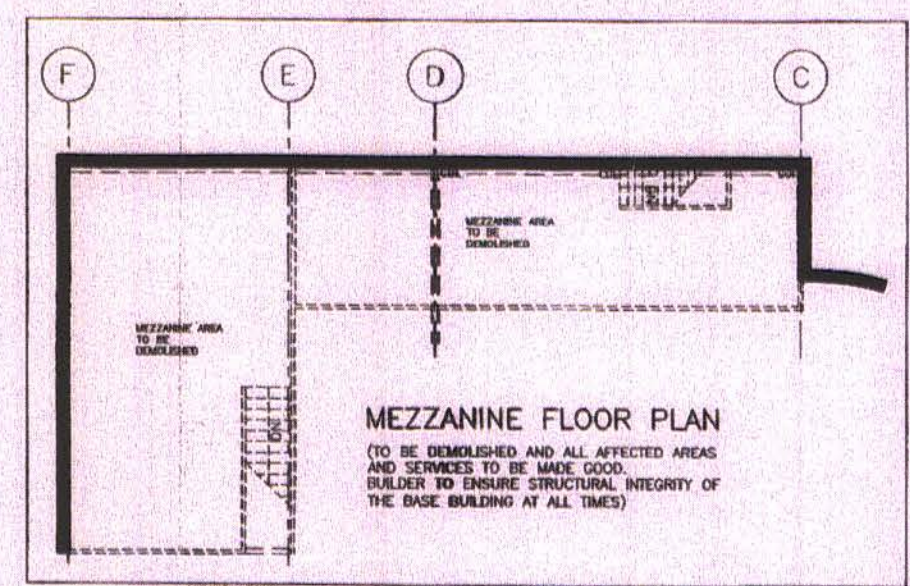 F E D C
MEZZANINE AREA
TO BE
DEMOLISHED
MEZZANINE AREA
TO BE
DEMOLISHED
MEZZANINE FLOOR PLAN
(TO BE DEMOLISHED AND ALL AFFECTED AREAS
AND SERVICES TO BE MADE GOOD.
BUILDER TO ENSURE STRUCTURAL INTEGRITY OF
THE BASE BUILDING AT ALL TIMES)